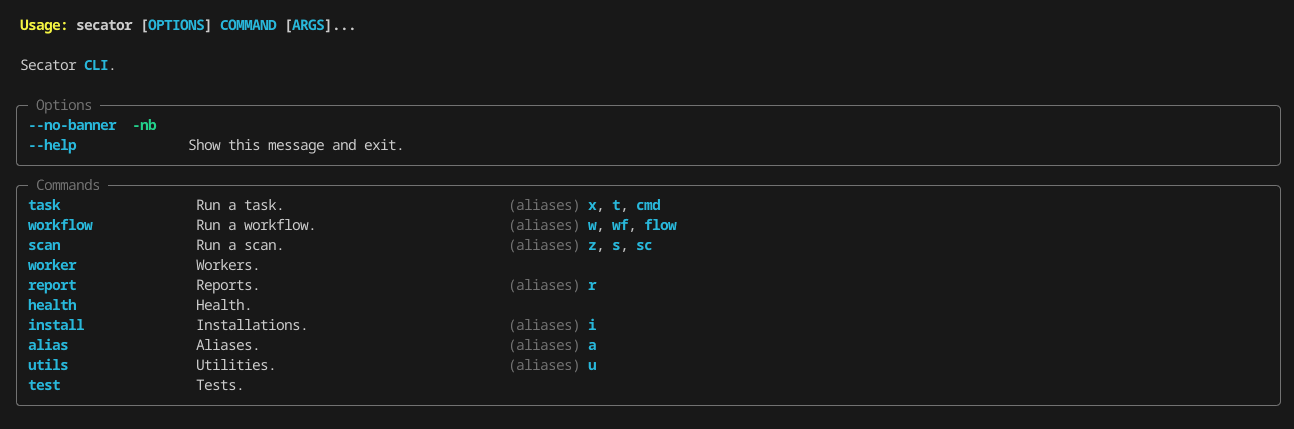 Usage: secator [OPTIONS] COMMAND [ARGS]...
Secator CLI.
Options
--no-banner -nb
--help Show this message and exit.
Commands
task Run a task. (aliases) x, t, cmd
workflow Run a workflow. (aliases) w, wf, flow
scan Run a scan. (aliases) z, s, sc
worker Workers.
report Reports. (aliases) r
health Health.
install Installations. (aliases) i
alias Aliases. (aliases) a
utils Utilities. (aliases) u
test Tests.